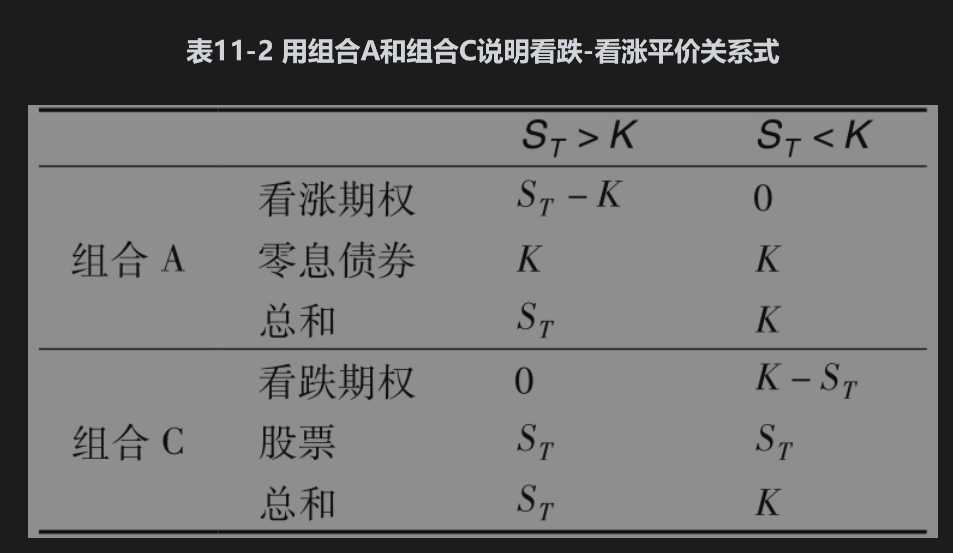 表11-2 用组合A和组合C说明看跌-看涨平价关系式
S_T > K S_T < K
看涨期权 S_T − K 0
组合 A 零息债券 K K
总和 S_T K
看跌期权 0 K − S_T
组合 C 股票 S_T S_T
总和 S_T K